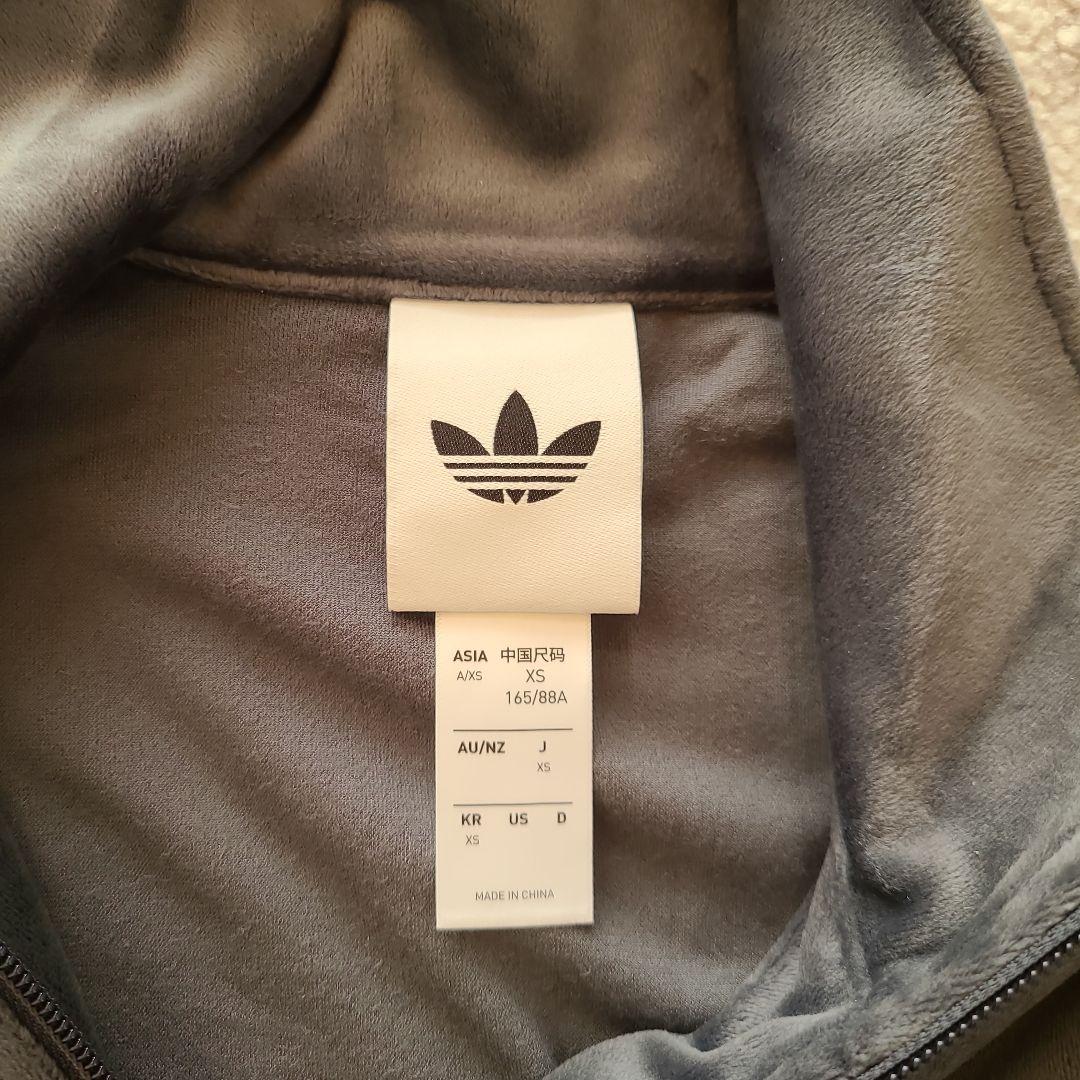 ASIA 中国尺码
A/XS XS
165/88A
AU/NZ J
XS
KR US D
XS
MADE IN CHINA